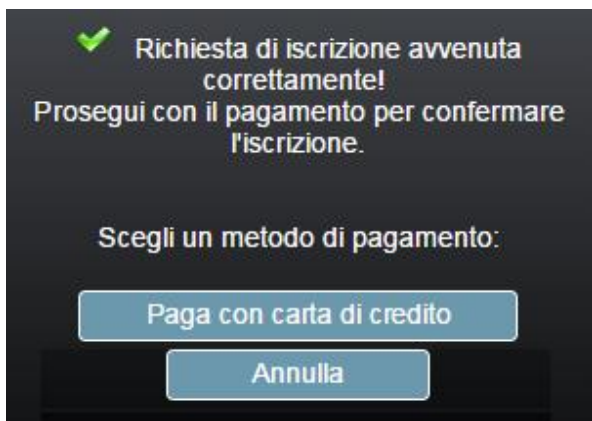 Richiesta di iscrizione avvenuta
correttamente!
Prosegui con il pagamento per confermare
l'iscrizione.
Scegli un metodo di pagamento:
Paga con carta di credito
Annulla